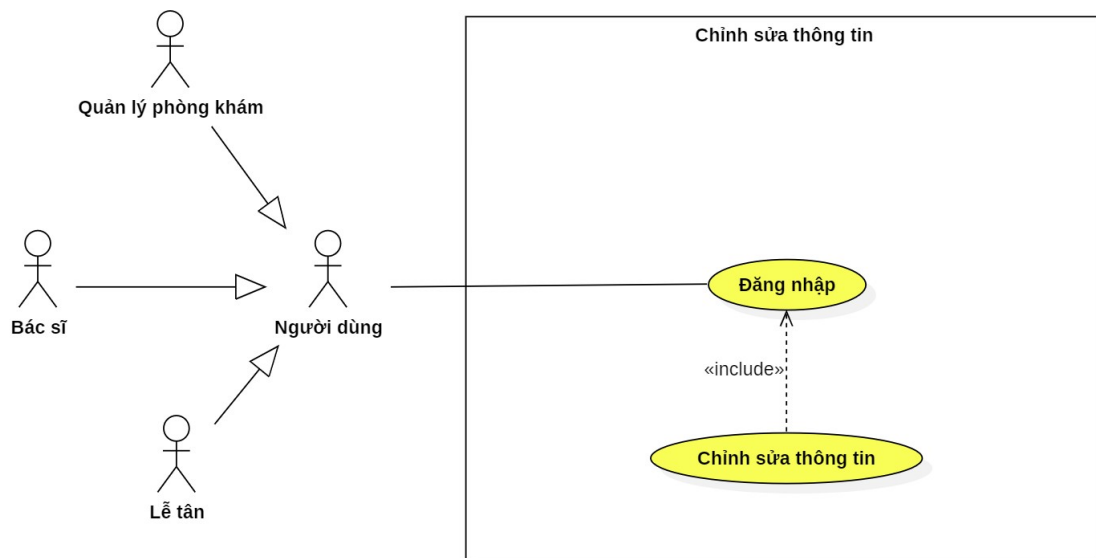 Chỉnh sửa thông tin
Quản lý phòng khám
Bác sĩ
Người dùng
Đăng nhập
«include»
Chỉnh sửa thông tin
Lễ tân